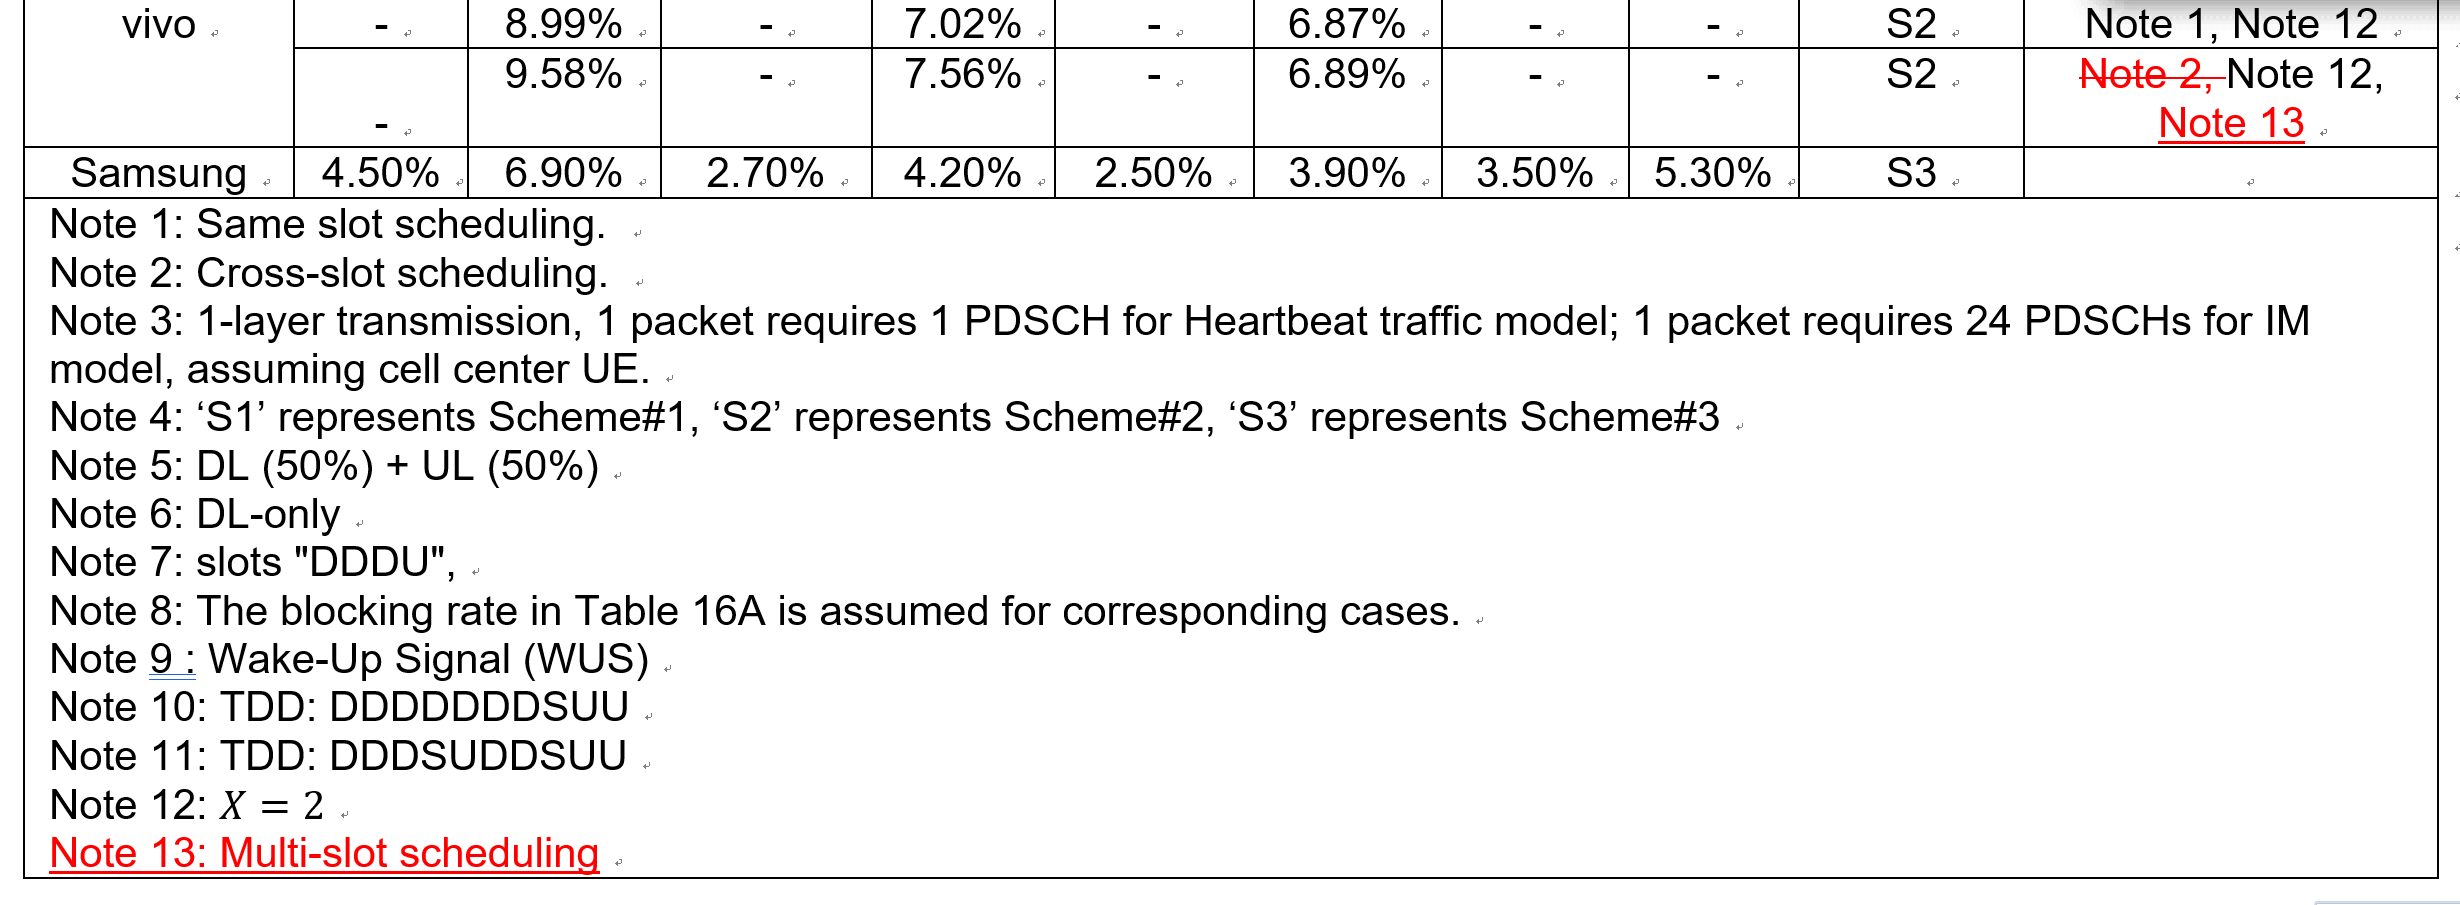 vivo - 8.99% - 7.02% - 6.87% - - S2 Note 1, Note 12
9.58% - 7.56% - 6.89% - - S2 Note 2, Note 12,
- Note 13
Samsung 4.50% 6.90% 2.70% 4.20% 2.50% 3.90% 3.50% 5.30% S3
Note 1: Same slot scheduling.
Note 2: Cross-slot scheduling.
Note 3: 1-layer transmission, 1 packet requires 1 PDSCH for Heartbeat traffic model; 1 packet requires 24 PDSCHs for IM
model, assuming cell center UE.
Note 4: ‘S1’ represents Scheme#1, ‘S2’ represents Scheme#2, ‘S3’ represents Scheme#3
Note 5: DL (50%) + UL (50%)
Note 6: DL-only
Note 7: slots "DDDU",
Note 8: The blocking rate in Table 16A is assumed for corresponding cases.
Note 9 : Wake-Up Signal (WUS)
Note 10: TDD: DDDDDDDSUU
Note 11: TDD: DDDSUDDSUU
Note 12: X = 2
Note 13: Multi-slot scheduling